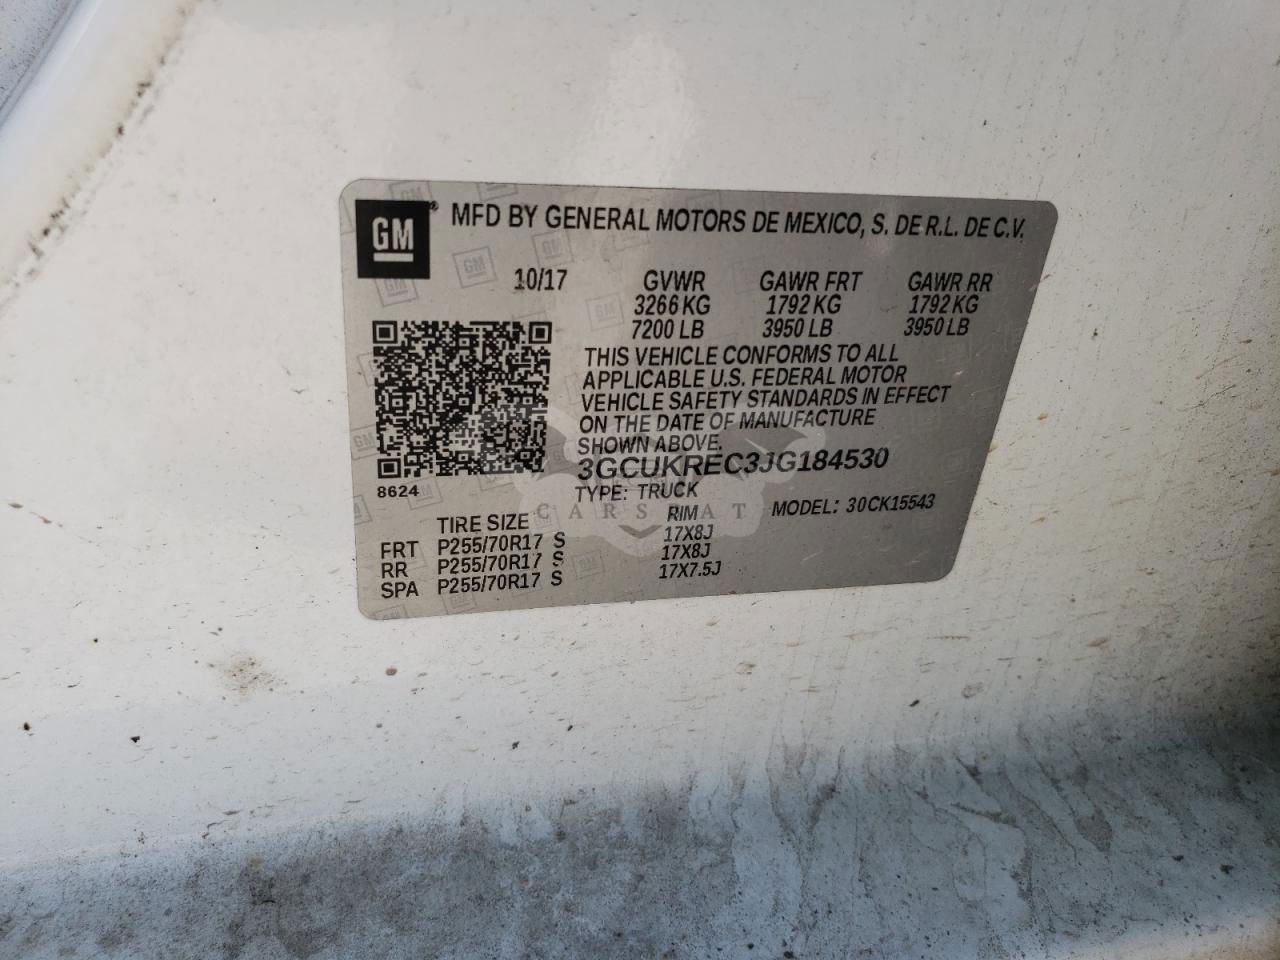 GM® MFD BY GENERAL MOTORS DE MEXICO, S. DE R.L. DE C.V.
10/17 GVWR GAWR FRT GAWR RR
3266 KG 1792 KG 1792 KG
7200 LB 3950 LB 3950 LB
THIS VEHICLE CONFORMS TO ALL
APPLICABLE U.S. FEDERAL MOTOR
VEHICLE SAFETY STANDARDS IN EFFECT
ON THE DATE OF MANUFACTURE
SHOWN ABOVE.
3GCUKREC3JG184530
8624 TYPE: TRUCK MODEL: 30CK15543
TIRE SIZE RIM
FRT P255/70R17 S 17X8J
RR P255/70R17 S 17X8J
SPA P255/70R17 S 17X7.5J